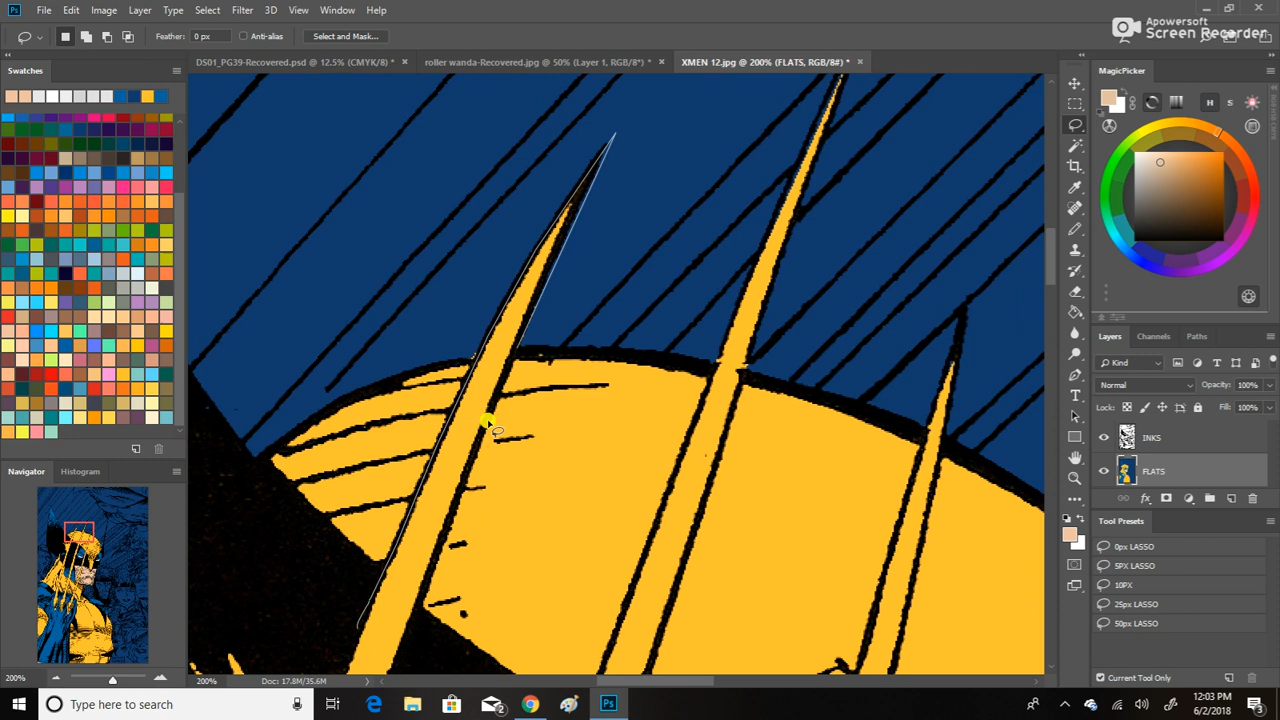 Ps File Edit Image Layer Type Select Filter 3D View Window Help
Apowersoft
Screen Recorder
Feather: 0 px Anti-alias Select and Mask...
DS01_PG39-Recovered.psd @ 12.5% (CMYK/8) * × roller wanda-Recovered.jpg @ 50% (Layer 1, RGB/8*) * × XMEN 12.jpg @ 200% (FLATS, RGB/8#) * ×
Swatches
MagicPicker
H S
Layers Channels Paths
Kind
Normal Opacity: 100%
Lock: Fill: 100%
INKS
FLATS
Navigator Histogram
Tool Presets
0px LASSO
5PX LASSO
10PX
25px LASSO
50px LASSO
200%
200% Doc: 17.8M/35.6M
Current Tool Only
Type here to search
2
Ps
12:03 PM
6/2/2018
3